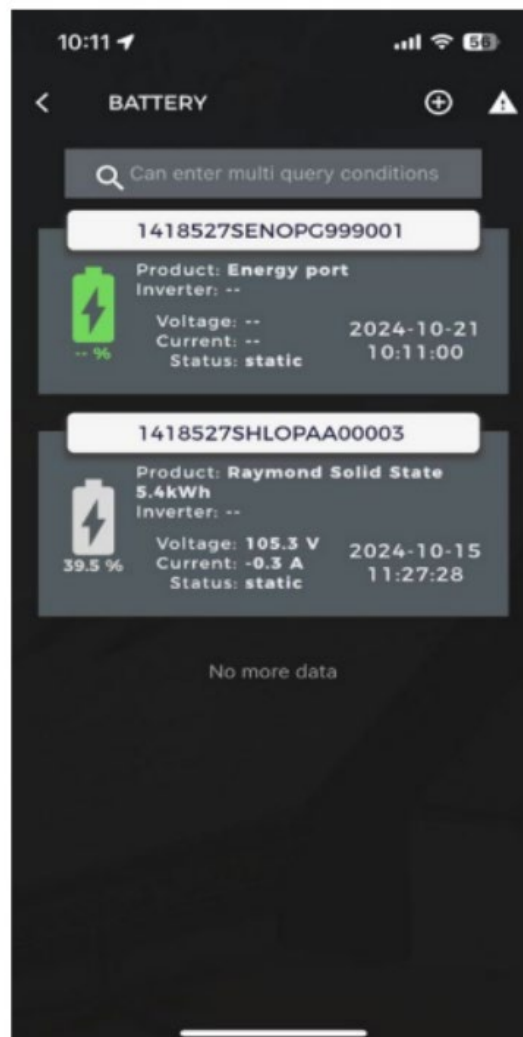 10:11
56
BATTERY
Can enter multi query conditions
1418527SENOPG999001
Product: Energy port
Inverter: --
Voltage: --
Current: --
Status: static
-- %
2024-10-21
10:11:00
1418527SHLOPAA00003
Product: Raymond Solid State
5.4kWh
Inverter: --
Voltage: 105.3 V
Current: -0.3 A
Status: static
39.5 %
2024-10-15
11:27:28
No more data